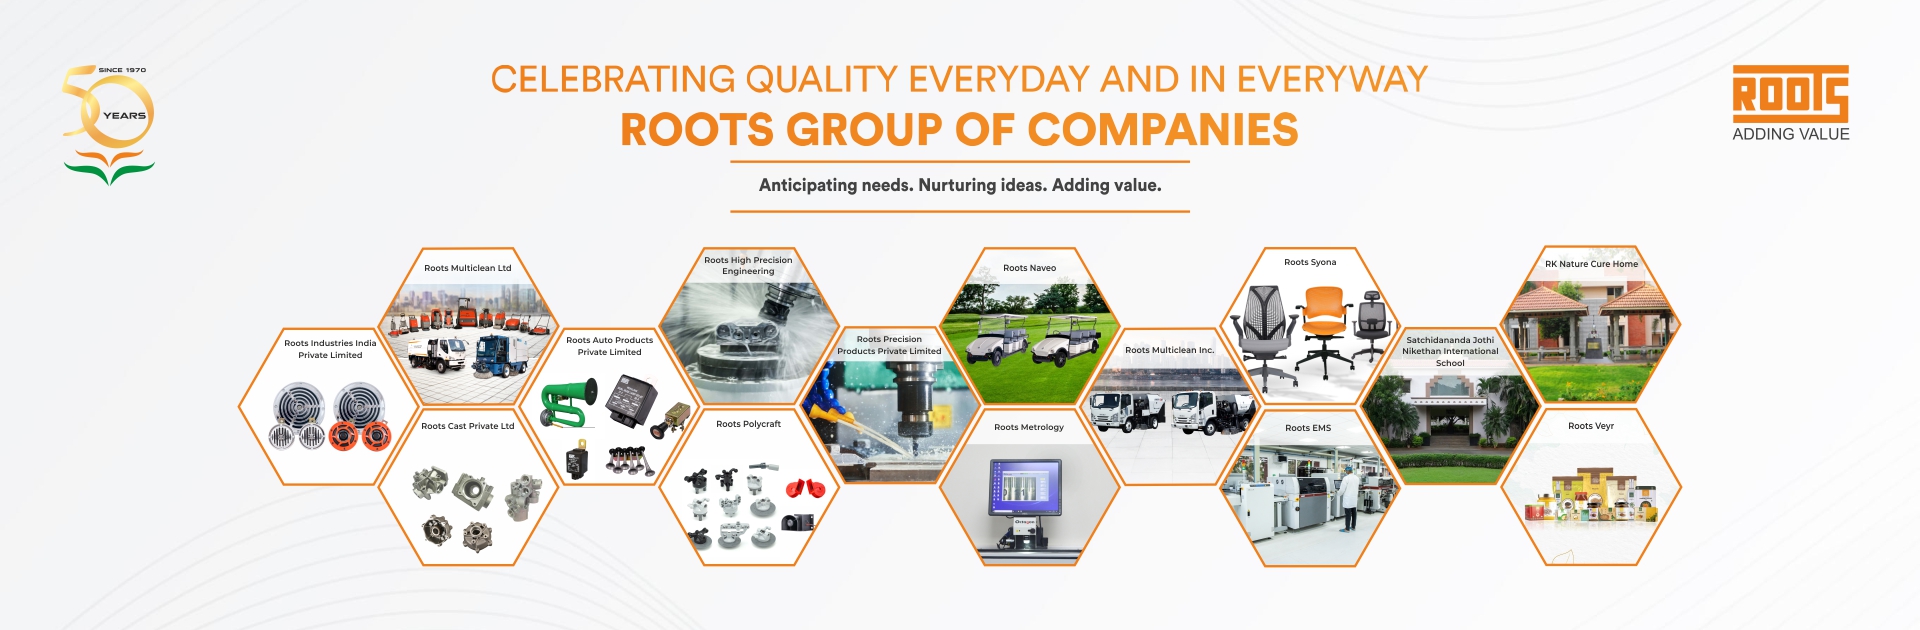 SINCE 1970
50
YEARS
CELEBRATING QUALITY EVERYDAY AND IN EVERYWAY
ROOTS GROUP OF COMPANIES
Anticipating needs. Nurturing ideas. Adding value.
ROOTS
ADDING VALUE
Roots Industries India
Private Limited
Roots Multiclean Ltd
Roots Cast Private Ltd
Roots Auto Products
Private Limited
Roots High Precision
Engineering
Roots Polycraft
Roots Precision
Products Private Limited
Roots Naveo
Roots Metrology
Roots Multiclean Inc.
Roots Syona
Roots EMS
Satchidananda Jothi
Nikethan International
School
RK Nature Cure Home
Roots Veyr